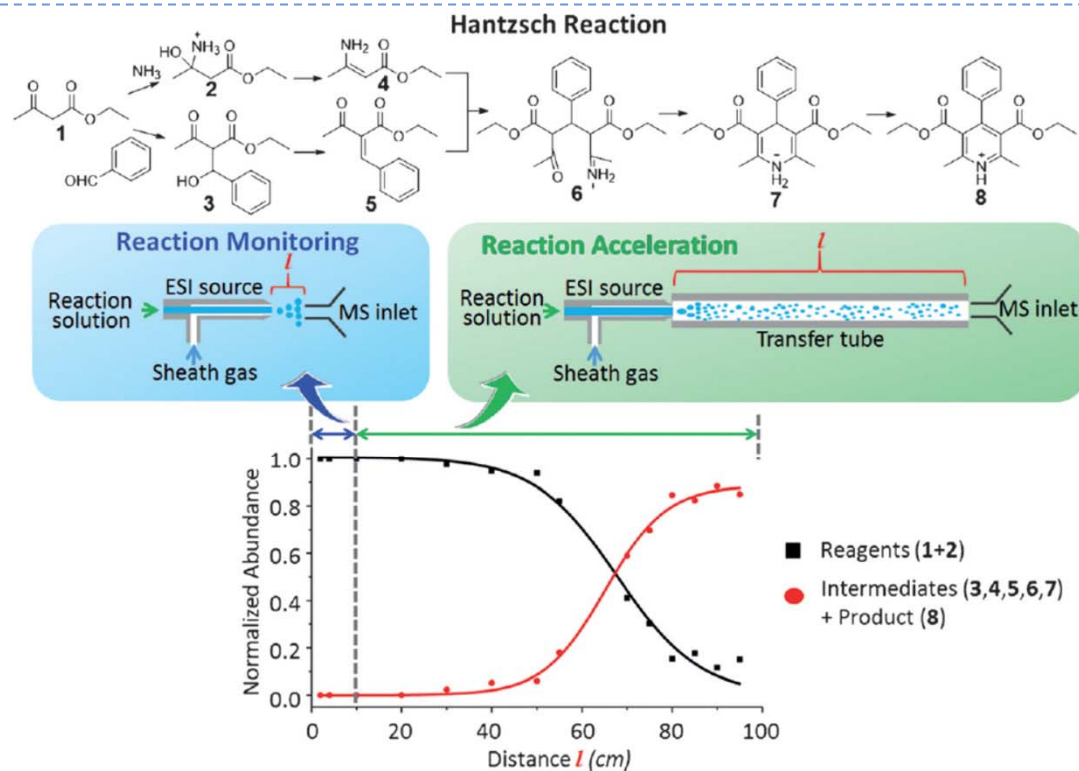 Hantzsch Reaction
O O
O
1
NH₃
OHC
HO NH₃ O
+
O
2
NH₂ O
O
4
O O
O
HO
3
O O
O
5
O O
O O
O NH₂
+
6
O O
O O
-
N
H₂
7
O O
O O
+
N
H
8
Reaction Monitoring
l
ESI source
Reaction
solution
MS inlet
Sheath gas
Reaction Acceleration
l
ESI source
Reaction
solution
MS inlet
Transfer tube
Sheath gas
Normalized Abundance
1.0
0.8
0.6
0.4
0.2
0.0
0 20 40 60 80 100
Distance l (cm)
Reagents (1+2)
Intermediates (3,4,5,6,7)
+ Product (8)